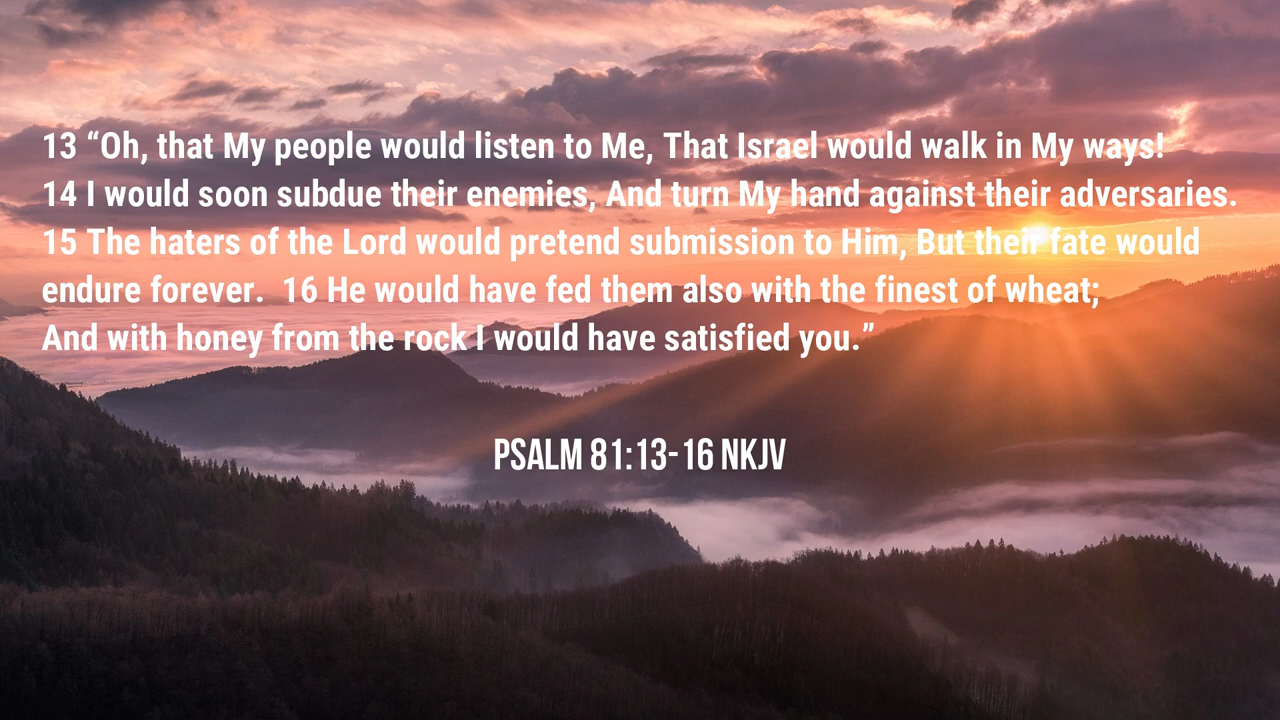 13 “Oh, that My people would listen to Me, That Israel would walk in My ways!
14 I would soon subdue their enemies, And turn My hand against their adversaries.
15 The haters of the Lord would pretend submission to Him, But their fate would
endure forever.  16 He would have fed them also with the finest of wheat;
And with honey from the rock I would have satisfied you.”
PSALM 81:13-16 NKJV